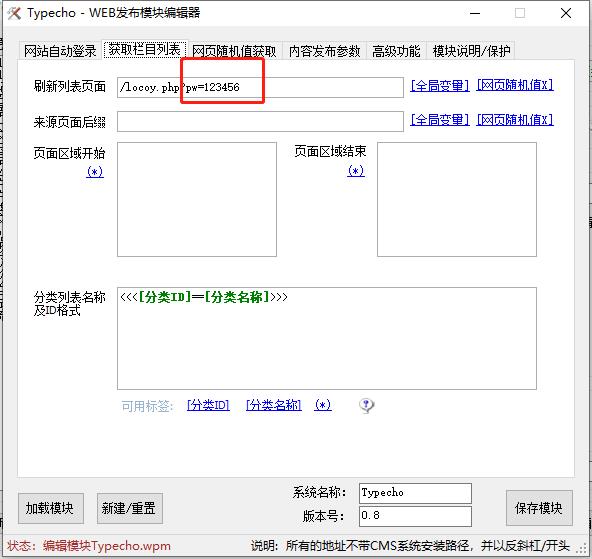 Typecho - WEB发布模块编辑器
网站自动登录 获取栏目列表 网页随机值获取 内容发布参数 高级功能 模块说明/保护
刷新列表页面 /locoy.php?pw=123456 [全局变量] [网页随机值X]
来源页面后缀 [全局变量] [网页随机值X]
页面区域开始 页面区域结束
(*) (*)
分类列表名称 <<<[分类ID]==[分类名称]>>>
及ID格式
可用标签: [分类ID] [分类名称] (*)
系统名称: Typecho
加载模块 新建/重置 保存模块
版本号: 0.8
状态: 编辑模块Typecho.wpm 说明: 所有的地址不带CMS系统安装路径，并以反斜杠/开头